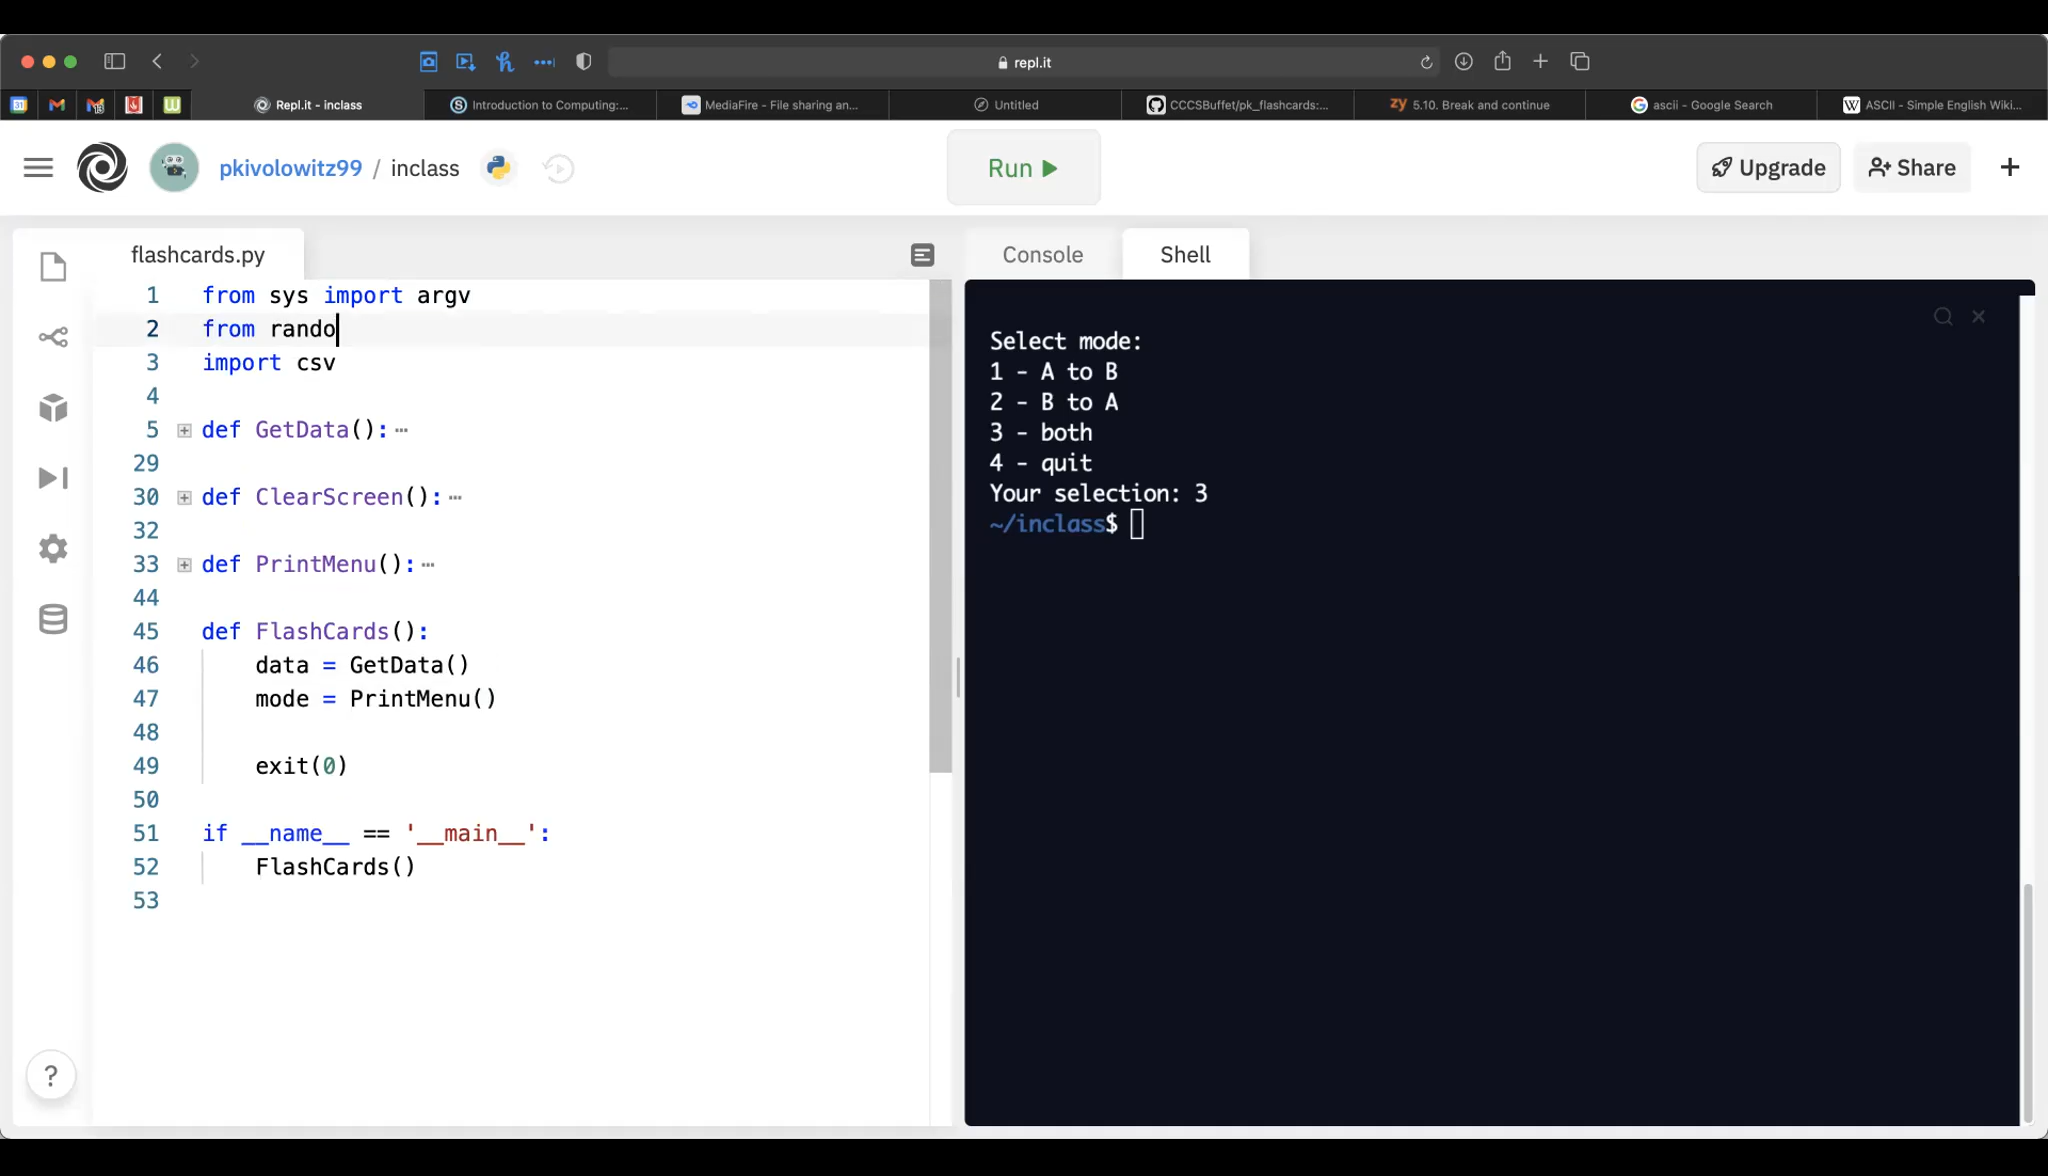 repl.it
31
Repl.it - inclass
Introduction to Computing:...
MediaFire - File sharing an...
Untitled
CCCSBuffet/pk_flashcards:...
zy 5.10. Break and continue
ascii - Google Search
W ASCII - Simple English Wiki...
pkivolowitz99 / inclass
Run
Upgrade
Share
flashcards.py
1 from sys import argv
2 from rando
3 import csv
4
5 def GetData():
29
30 def ClearScreen():
32
33 def PrintMenu():
44
45 def FlashCards():
46 data = GetData()
47 mode = PrintMenu()
48
49 exit(0)
50
51 if __name__ == '__main__':
52 FlashCards()
53
?
Console
Shell
Select mode:
1 - A to B
2 - B to A
3 - both
4 - quit
Your selection: 3
~/inclass$